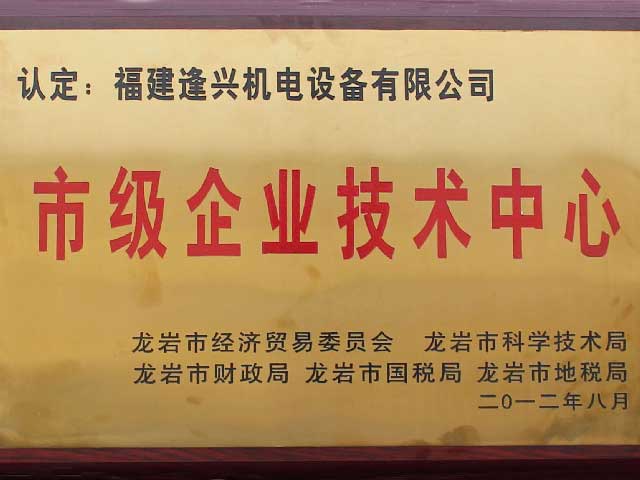 认定：福建逢兴机电设备有限公司
市级企业技术中心
龙岩市经济贸易委员会 龙岩市科学技术局
龙岩市财政局 龙岩市国税局 龙岩市地税局
二0一二年八月